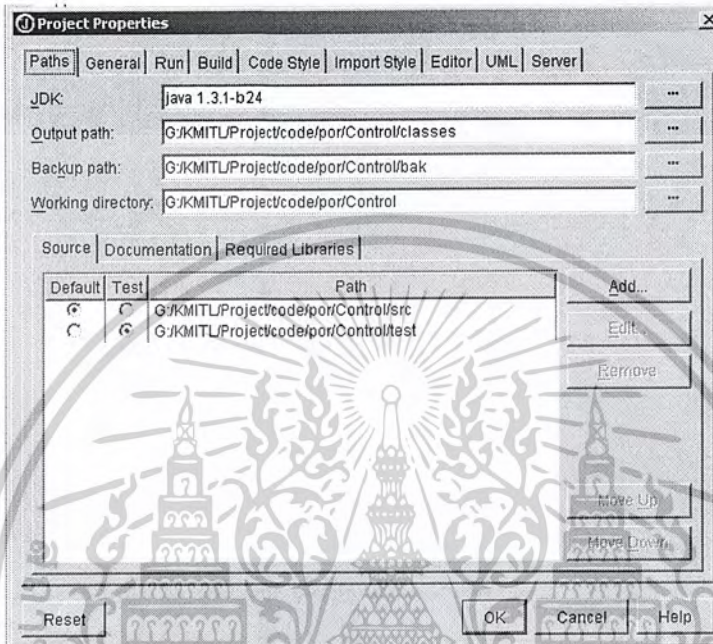 Project Properties
Paths General Run Build Code Style Import Style Editor UML Server
JDK: java 1.3.1-b24 ...
Output path: G:/KMITL/Project/code/por/Control/classes ...
Backup path: G:/KMITL/Project/code/por/Control/bak ...
Working directory: G:/KMITL/Project/code/por/Control ...
Source Documentation Required Libraries
Default Test Path
G:/KMITL/Project/code/por/Control/src
G:/KMITL/Project/code/por/Control/test
Add...
Edit...
Remove
Move Up
Move Down
Reset OK Cancel Help